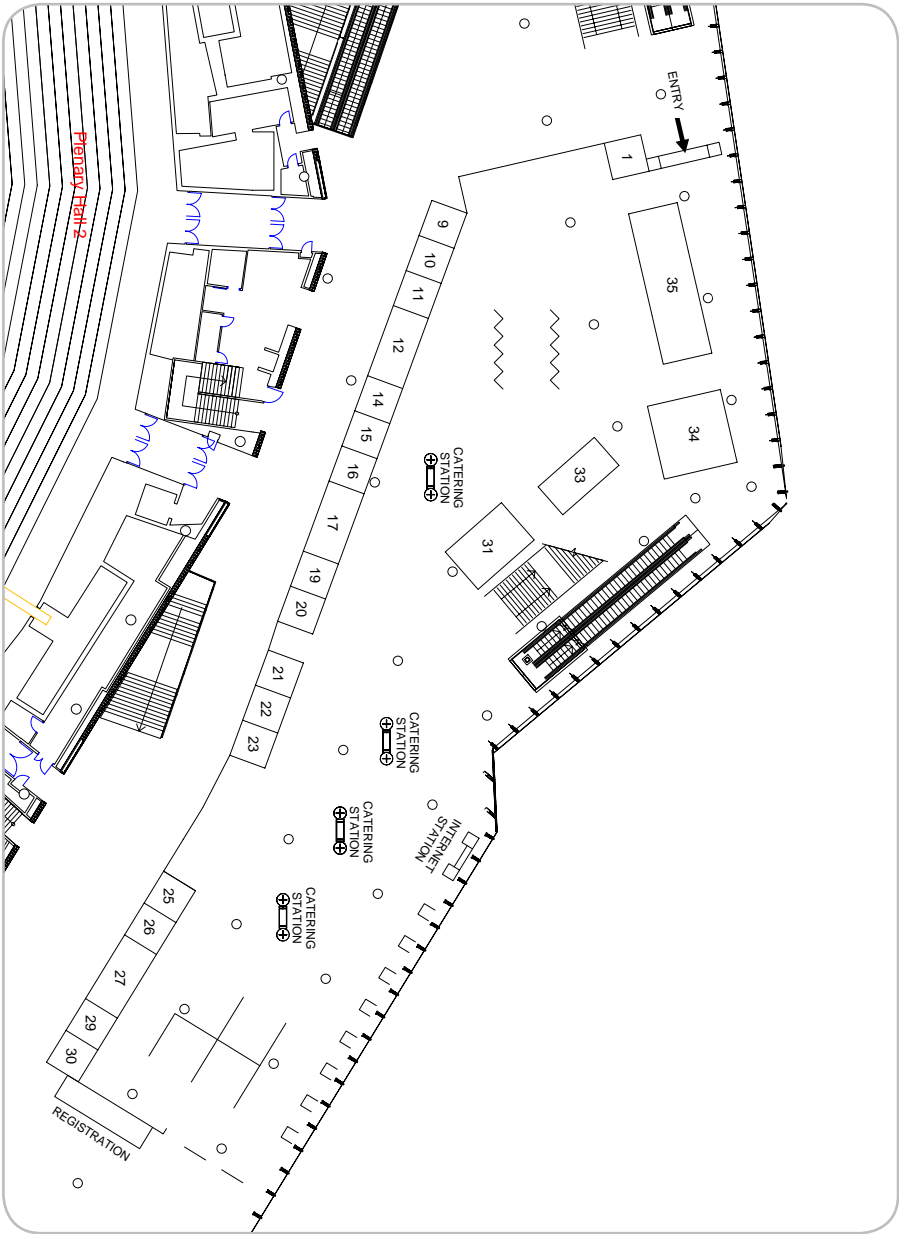 ENTRY
1
Plenary Hall 2
9
10
35
11
12
14
34
15
CATERING
STATION
16
33
17
31
19
20
21
22
23
CATERING
STATION
CATERING
STATION
INTERNET
STATION
25
CATERING
STATION
26
27
29
30
REGISTRATION